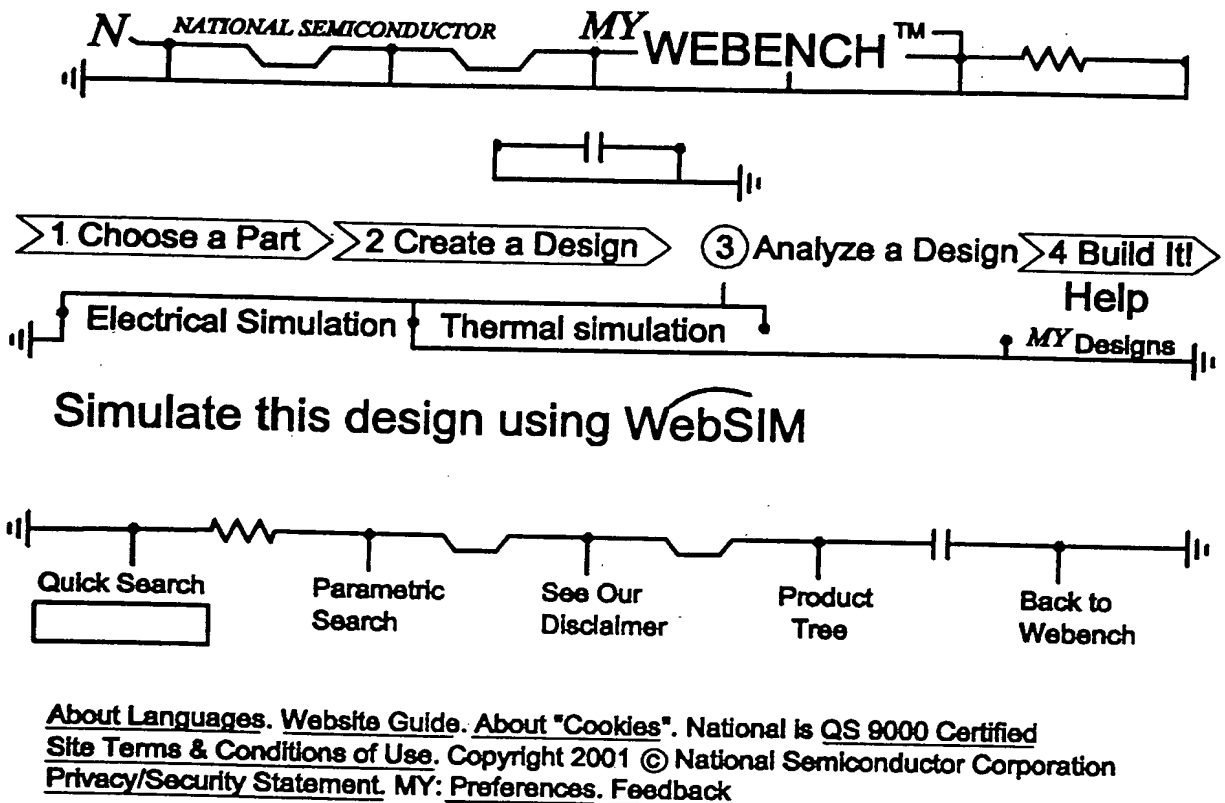 N NATIONAL SEMICONDUCTOR MY WEBENCH™
1 Choose a Part 2 Create a Design 3 Analyze a Design 4 Build It!
Help
Electrical Simulation Thermal simulation
MY Designs
Simulate this design using WebSIM
Quick Search
Parametric
Search
See Our
Disclaimer
Product
Tree
Back to
Webench
About Languages. Website Guide. About "Cookies". National is QS 9000 Certified
Site Terms & Conditions of Use. Copyright 2001 © National Semiconductor Corporation
Privacy/Security Statement. MY: Preferences. Feedback